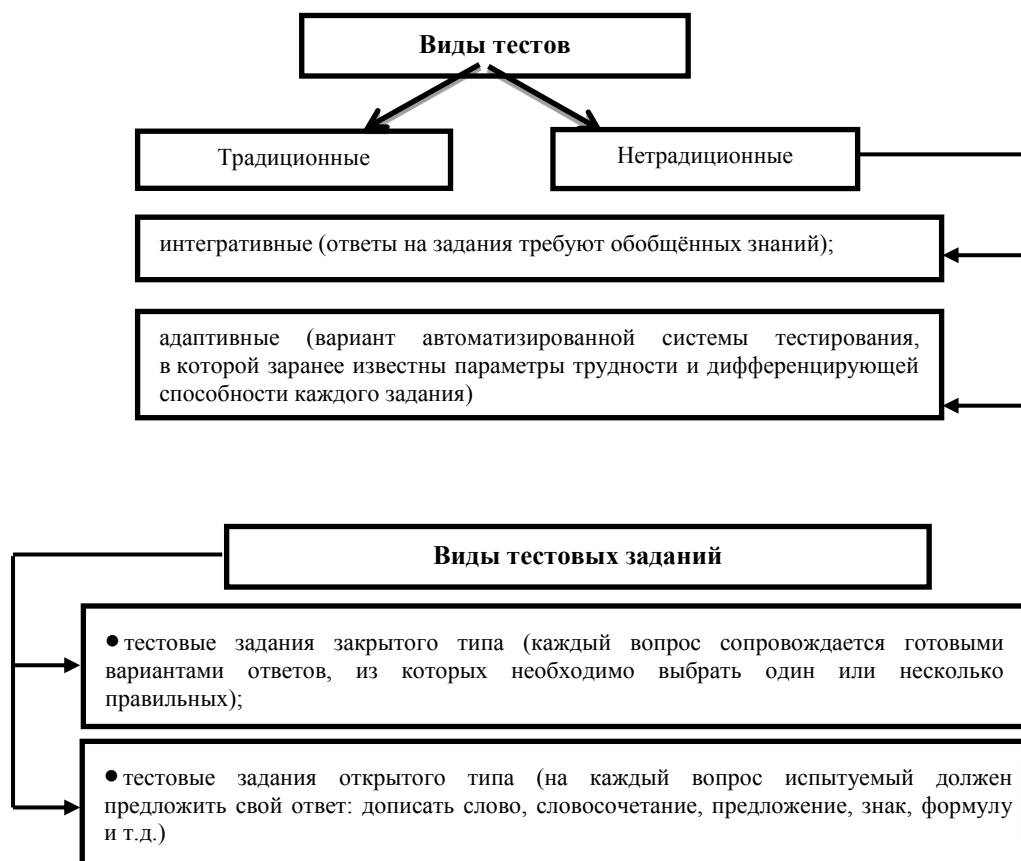 Виды тестов
Традиционные
Нетрадиционные
интегративные (ответы на задания требуют обобщённых знаний);
адаптивные (вариант автоматизированной системы тестирования,
в которой заранее известны параметры трудности и дифференцирующей
способности каждого задания)
Виды тестовых заданий
• тестовые задания закрытого типа (каждый вопрос сопровождается готовыми
вариантами ответов, из которых необходимо выбрать один или несколько
правильных);
• тестовые задания открытого типа (на каждый вопрос испытуемый должен
предложить свой ответ: дописать слово, словосочетание, предложение, знак, формулу
и т.д.)